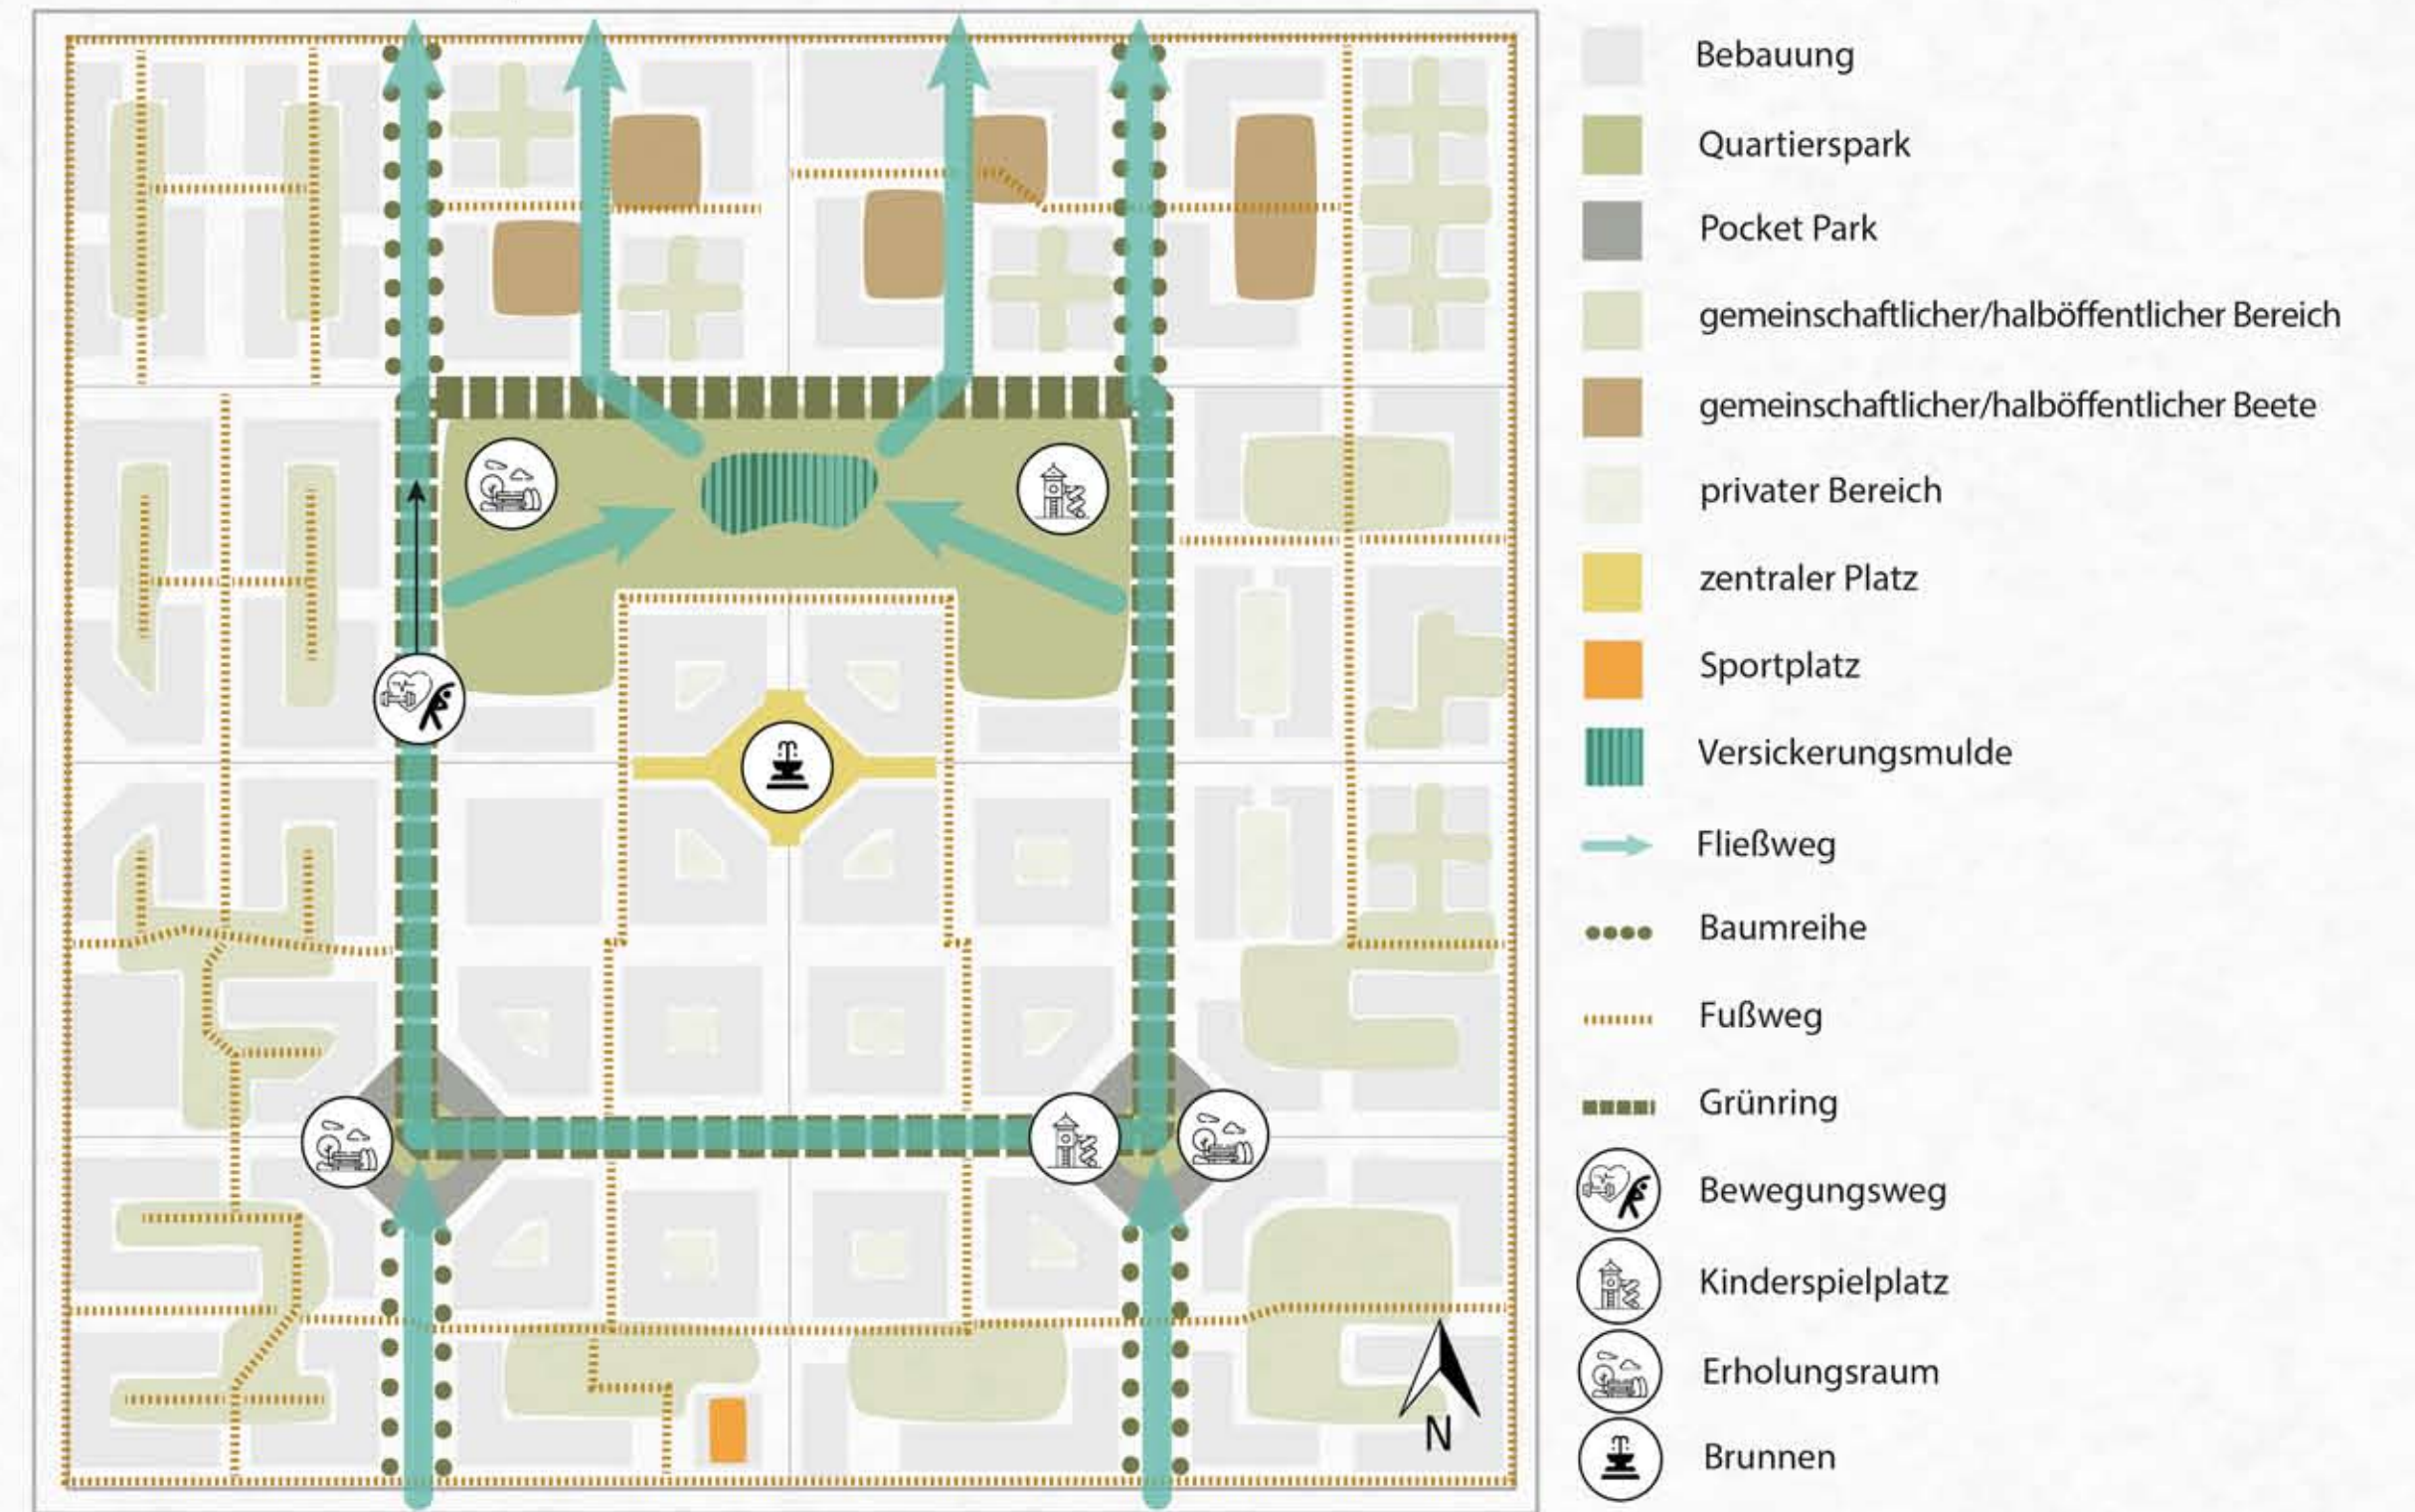 Bebauung
Quartierspark
Pocket Park
gemeinschaftlicher/halböffentlicher Bereich
gemeinschaftlicher/halböffentlicher Beete
privater Bereich
zentraler Platz
Sportplatz
Versickerungsmulde
Fließweg
Baumreihe
Fußweg
Grünring
Bewegungsweg
Kinderspielplatz
Erholungsraum
Brunnen
N